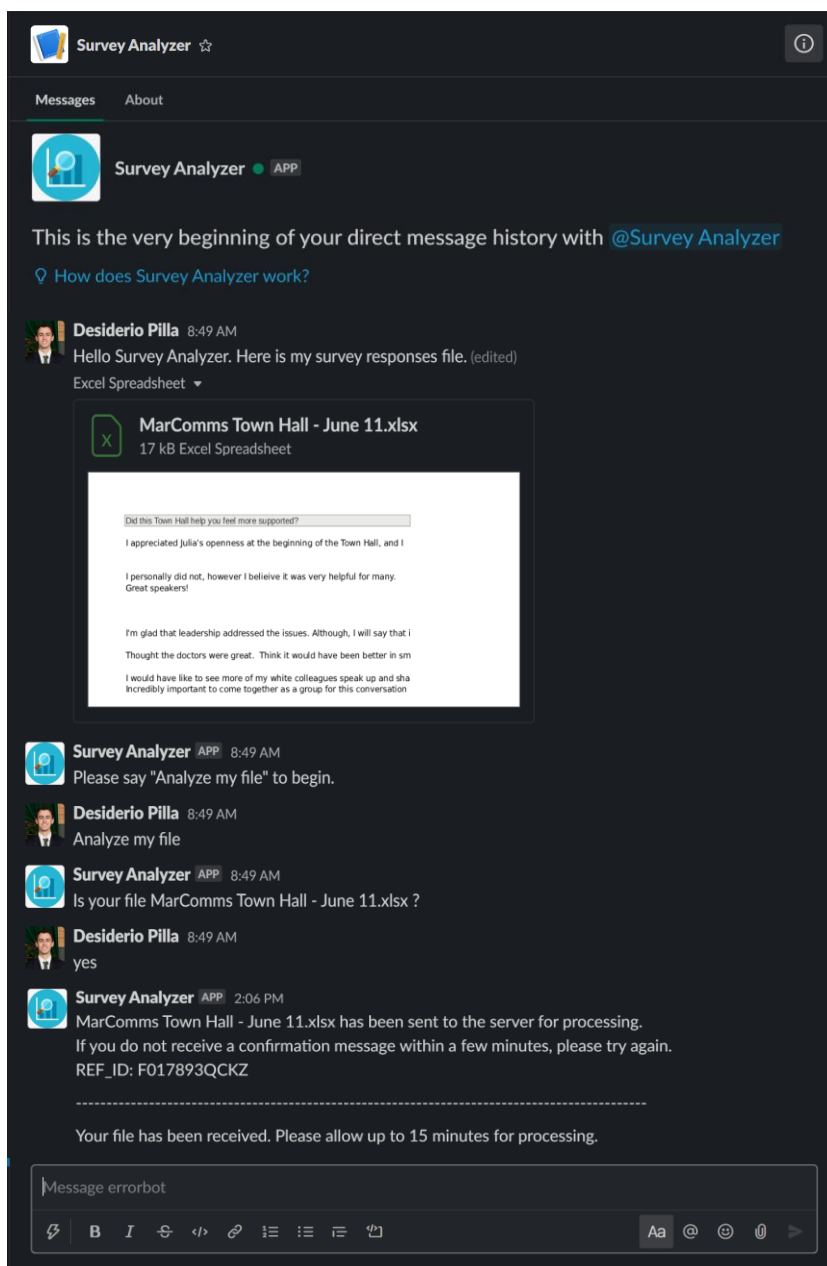 Survey Analyzer
Messages About
Survey Analyzer APP
This is the very beginning of your direct message history with @Survey Analyzer
How does Survey Analyzer work?
Desiderio Pilla 8:49 AM
Hello Survey Analyzer. Here is my survey responses file. (edited)
Excel Spreadsheet
X
MarComms Town Hall - June 11.xlsx
17 kB Excel Spreadsheet
Did this Town Hall help you feel more supported?
I appreciated Julia's openness at the beginning of the Town Hall, and I
I personally did not, however I belieive it was very helpful for many.
Great speakers!
I'm glad that leadership addressed the issues. Although, I will say that i
Thought the doctors were great. Think it would have been better in sm
I would have like to see more of my white colleagues speak up and sha
Incredibly important to come together as a group for this conversation
Survey Analyzer APP 8:49 AM
Please say "Analyze my file" to begin.
Desiderio Pilla 8:49 AM
Analyze my file
Survey Analyzer APP 8:49 AM
Is your file MarComms Town Hall - June 11.xlsx ?
Desiderio Pilla 8:49 AM
yes
Survey Analyzer APP 2:06 PM
MarComms Town Hall - June 11.xlsx has been sent to the server for processing.
If you do not receive a confirmation message within a few minutes, please try again.
REF_ID: F017893QCKZ
----------------------------------------------------------------------------------------------
Your file has been received. Please allow up to 15 minutes for processing.
Message errorbot
B I S </> Aa @